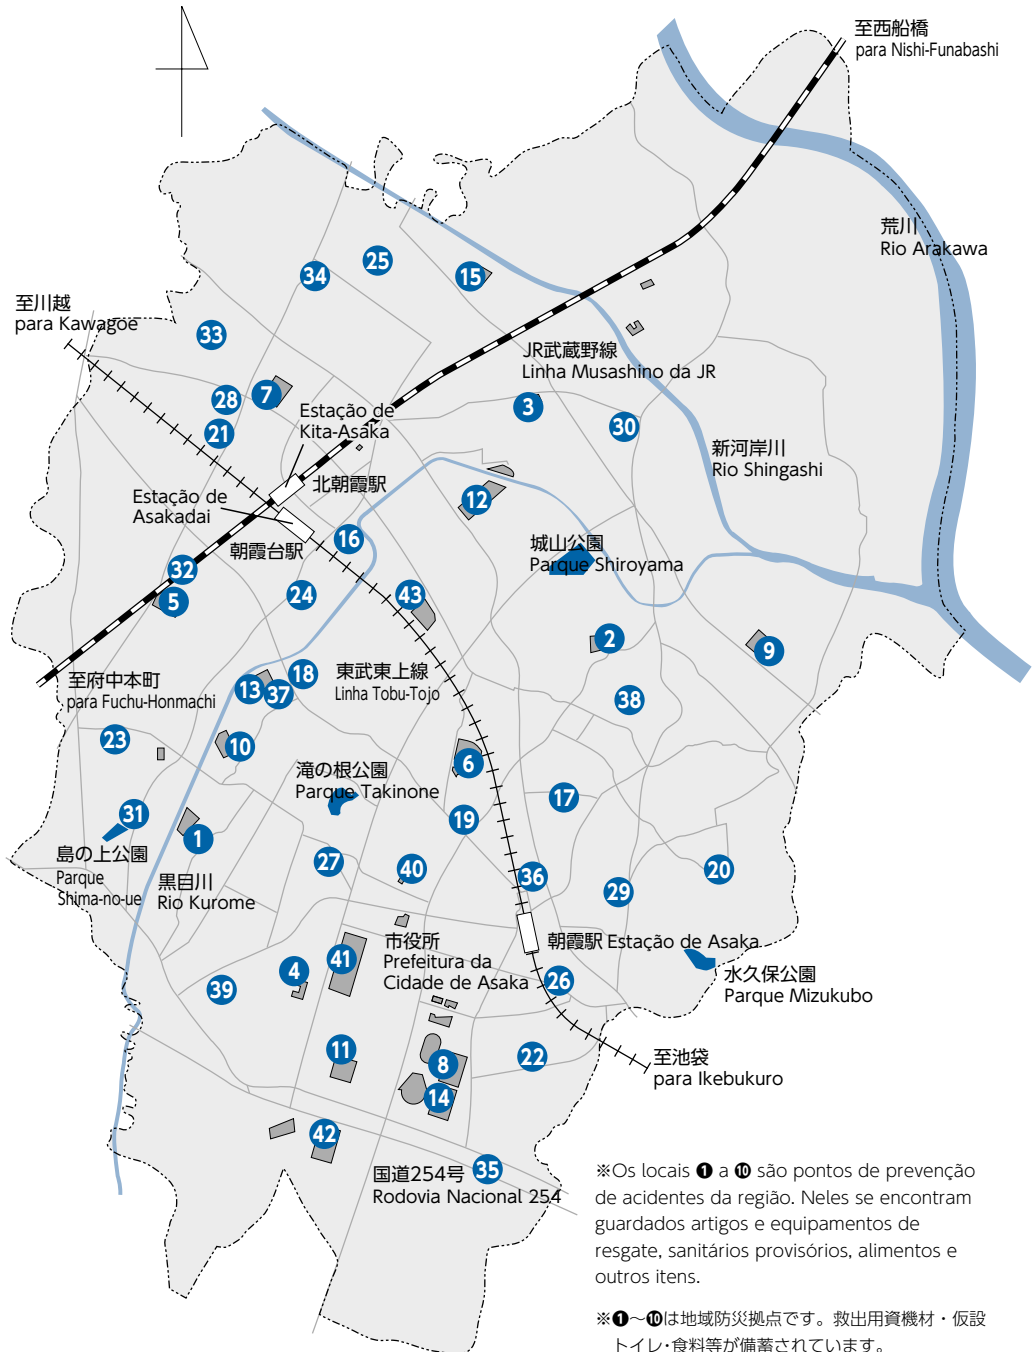 至西船橋
para Nishi-Funabashi
荒川
Rio Arakawa
25
34
15
至川越
para Kawagoe
33
JR武蔵野線
Linha Musashino da JR
28
7
3
30
21
Estação de
Kita-Asaka
北朝霞駅
新河岸川
Rio Shingashi
12
Estação de
Asakadai
朝霞台駅
16
城山公園
Parque Shiroyama
32
5
24
43
2
9
至府中本町
para Fuchu-Honmachi
18
13
37
東武東上線
Linha Tobu-Tojo
38
23
10
6
滝の根公園
Parque Takinone
17
31
1
19
島の上公園
Parque
Shima-no-ue
黒目川
Rio Kurome
27
40
36
29
20
市役所
Prefeitura da
Cidade de Asaka
朝霞駅 Estação de Asaka
41
4
39
26
水久保公園
Parque Mizukubo
11
8
22
至池袋
para Ikebukuro
14
42
国道254号
Rodovia Nacional 254
35
※Os locais ❶ a ❿ são pontos de prevenção
de acidentes da região. Neles se encontram
guardados artigos e equipamentos de
resgate, sanitários provisórios, alimentos e
outros itens.
※❶～❿は地域防災拠点です。救出用資機材・仮設
トイレ・食料等が備蓄されています。